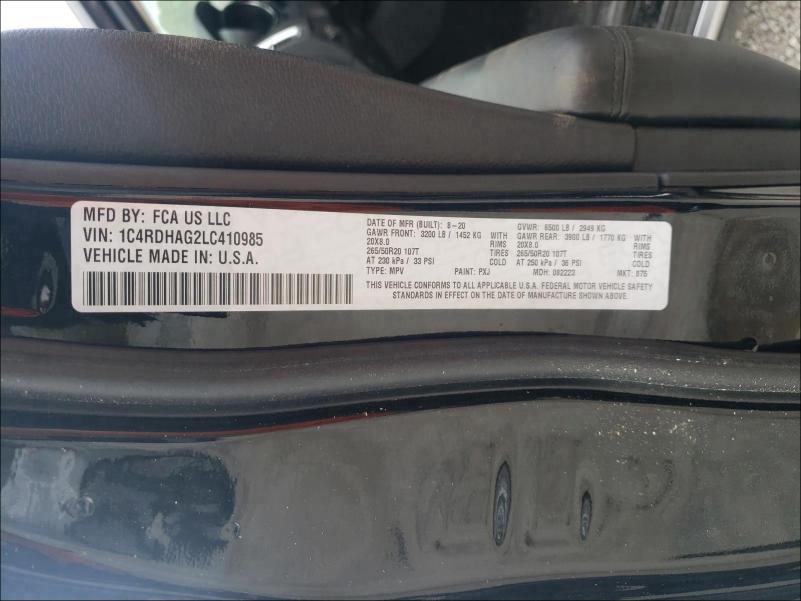 MFD BY: FCA US LLC
VIN: 1C4RDHAG2LC410985
VEHICLE MADE IN: U.S.A.
DATE OF MFR (BUILT): 8-20 GVWR: 6500 LB / 2949 KG
GAWR FRONT: 3200 LB / 1452 KG WITH GAWR REAR: 3900 LB / 1770 KG WITH
20X8.0 RIMS 20X8.0 RIMS
265/50R20 107T TIRES 265/50R20 107T TIRES
AT 230 kPa / 33 PSI COLD AT 250 kPa / 36 PSI COLD
TYPE: MPV PAINT: PXJ MDH: 082223 MKT: 875
THIS VEHICLE CONFORMS TO ALL APPLICABLE U.S.A. FEDERAL MOTOR VEHICLE SAFETY
STANDARDS IN EFFECT ON THE DATE OF MANUFACTURE SHOWN ABOVE.